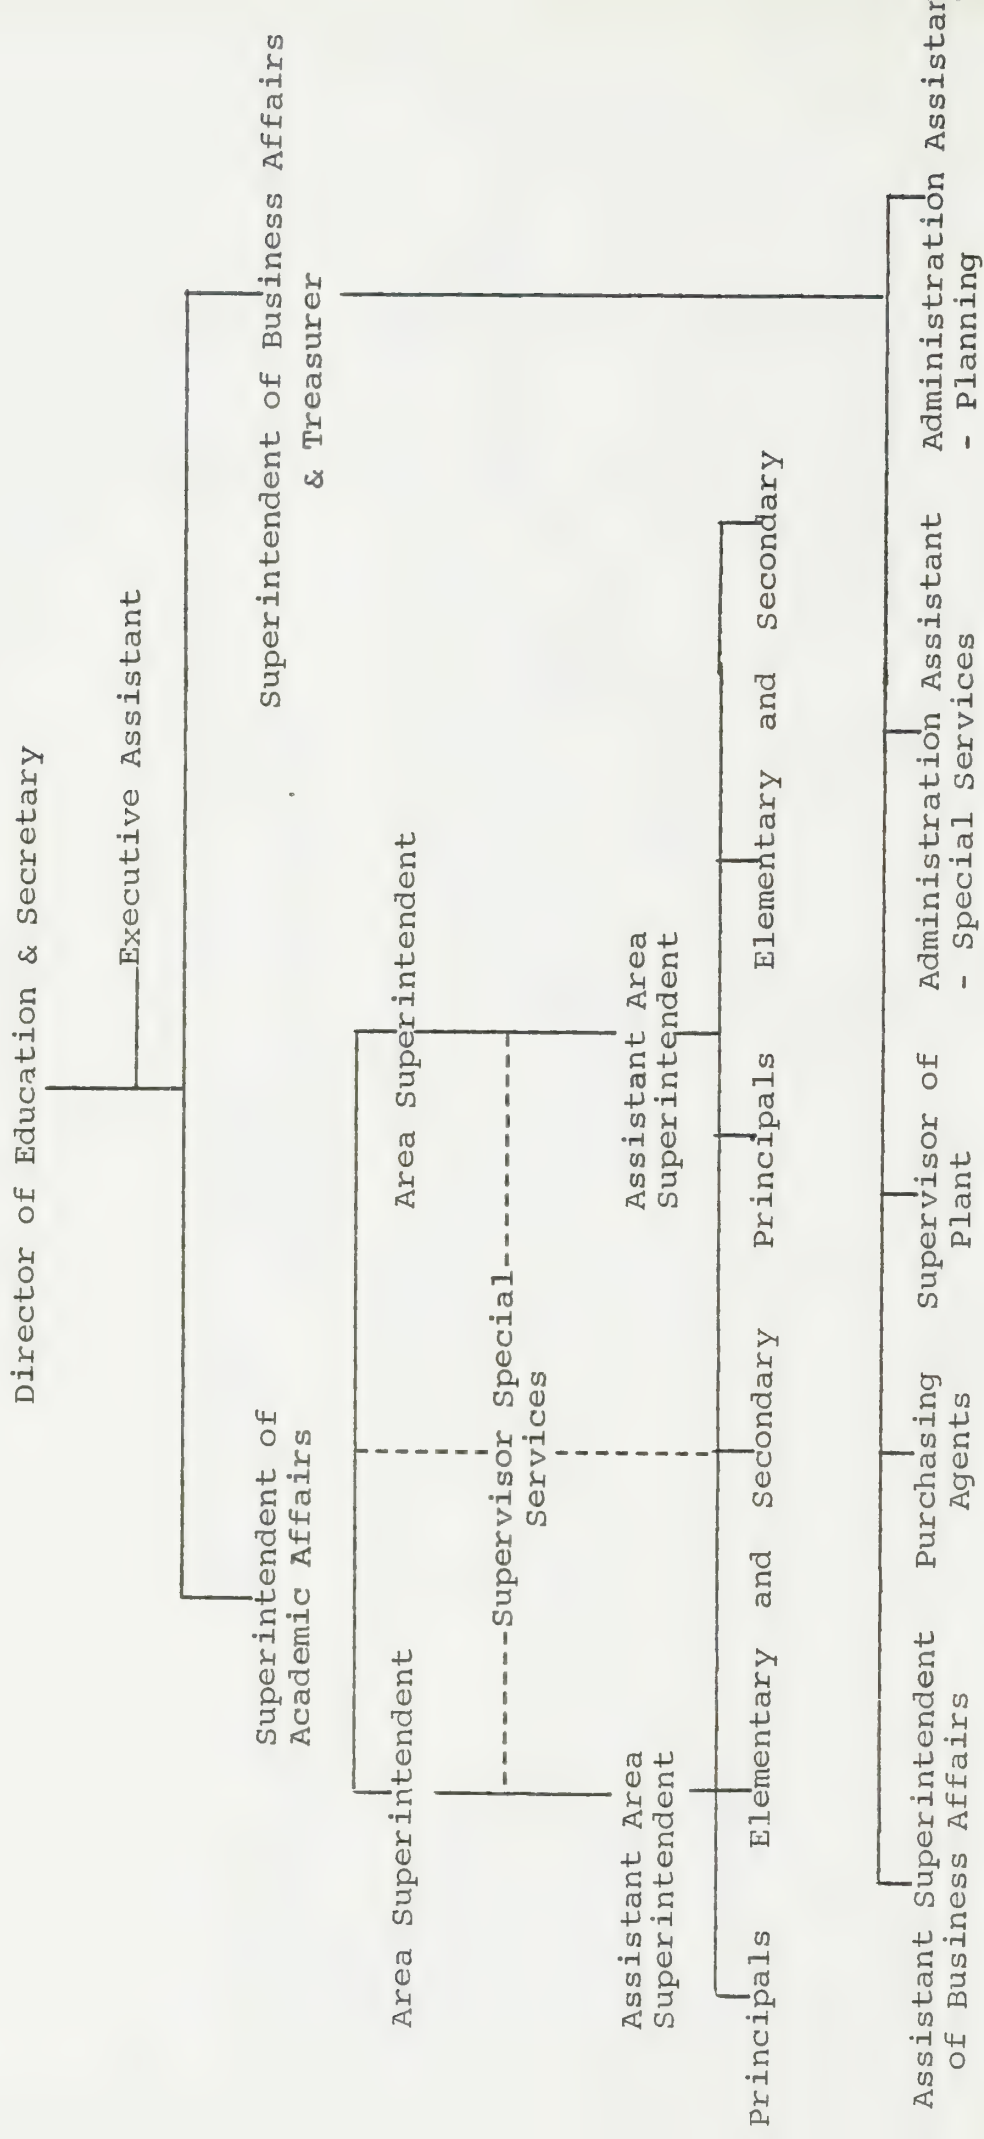 Director of Education & Secretary
Executive Assistant
Superintendent of
Academic Affairs
Superintendent of Business Affairs
& Treasurer
Area Superintendent
Area Superintendent
Supervisor Special
Services
Assistant Area
Superintendent
Assistant Area
Superintendent
Principals Elementary and Secondary Principals Elementary and Secondary
Assistant Superintendent
of Business Affairs
Purchasing
Agents
Supervisor of
Plant
Administration Assistant
- Special Services
Administration Assistan
- Planning